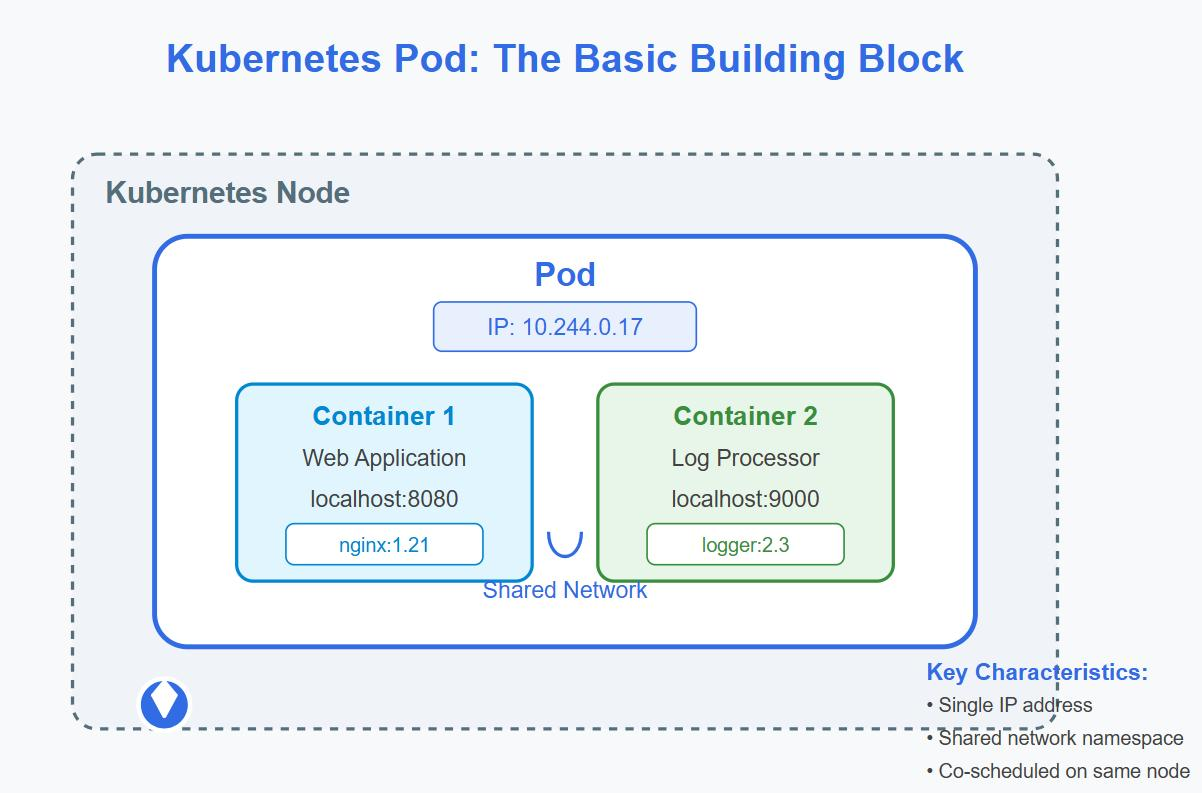 Kubernetes Pod: The Basic Building Block
Kubernetes Node
Pod
IP: 10.244.0.17
Container 1
Web Application
localhost:8080
nginx:1.21
Container 2
Log Processor
localhost:9000
logger:2.3
Shared Network
Key Characteristics:
• Single IP address
• Shared network namespace
• Co-scheduled on same node